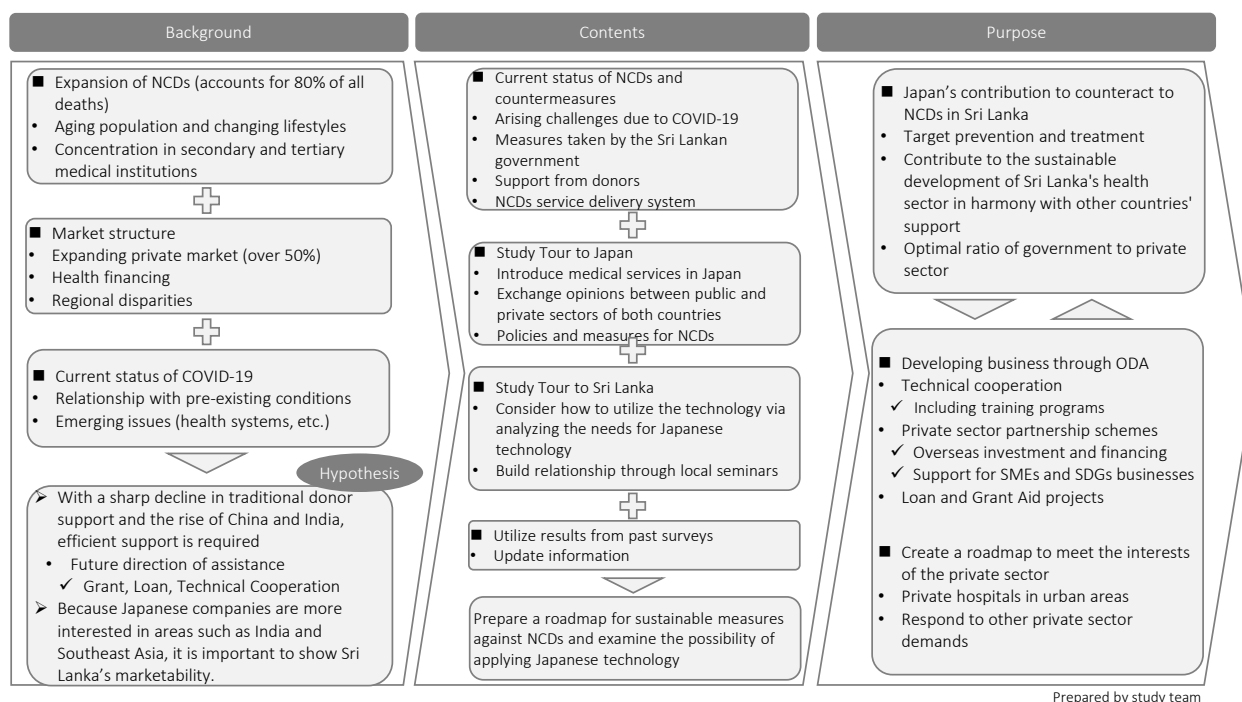 Background
■ Expansion of NCDs (accounts for 80% of all
deaths)
• Aging population and changing lifestyles
• Concentration in secondary and tertiary
medical institutions
■ Market structure
• Expanding private market (over 50%)
• Health financing
• Regional disparities
■ Current status of COVID-19
• Relationship with pre-existing conditions
• Emerging issues (health systems, etc.)
Hypothesis
➢ With a sharp decline in traditional donor
support and the rise of China and India,
efficient support is required
• Future direction of assistance
✓ Grant, Loan, Technical Cooperation
➢ Because Japanese companies are more
interested in areas such as India and
Southeast Asia, it is important to show Sri
Lanka's marketability.
Contents
■ Current status of NCDs and
countermeasures
• Arising challenges due to COVID-19
• Measures taken by the Sri Lankan
government
• Support from donors
• NCDs service delivery system
■ Study Tour to Japan
• Introduce medical services in Japan
• Exchange opinions between public and
private sectors of both countries
• Policies and measures for NCDs
■ Study Tour to Sri Lanka
• Consider how to utilize the technology via
analyzing the needs for Japanese
technology
• Build relationship through local seminars
■ Utilize results from past surveys
• Update information
Prepare a roadmap for sustainable measures
against NCDs and examine the possibility of
applying Japanese technology
Purpose
■ Japan's contribution to counteract to
NCDs in Sri Lanka
• Target prevention and treatment
• Contribute to the sustainable
development of Sri Lanka's health
sector in harmony with other countries'
support
• Optimal ratio of government to private
sector
■ Developing business through ODA
• Technical cooperation
✓ Including training programs
• Private sector partnership schemes
✓ Overseas investment and financing
✓ Support for SMEs and SDGs businesses
• Loan and Grant Aid projects
■ Create a roadmap to meet the interests
of the private sector
• Private hospitals in urban areas
• Respond to other private sector
demands
Prepared by study team